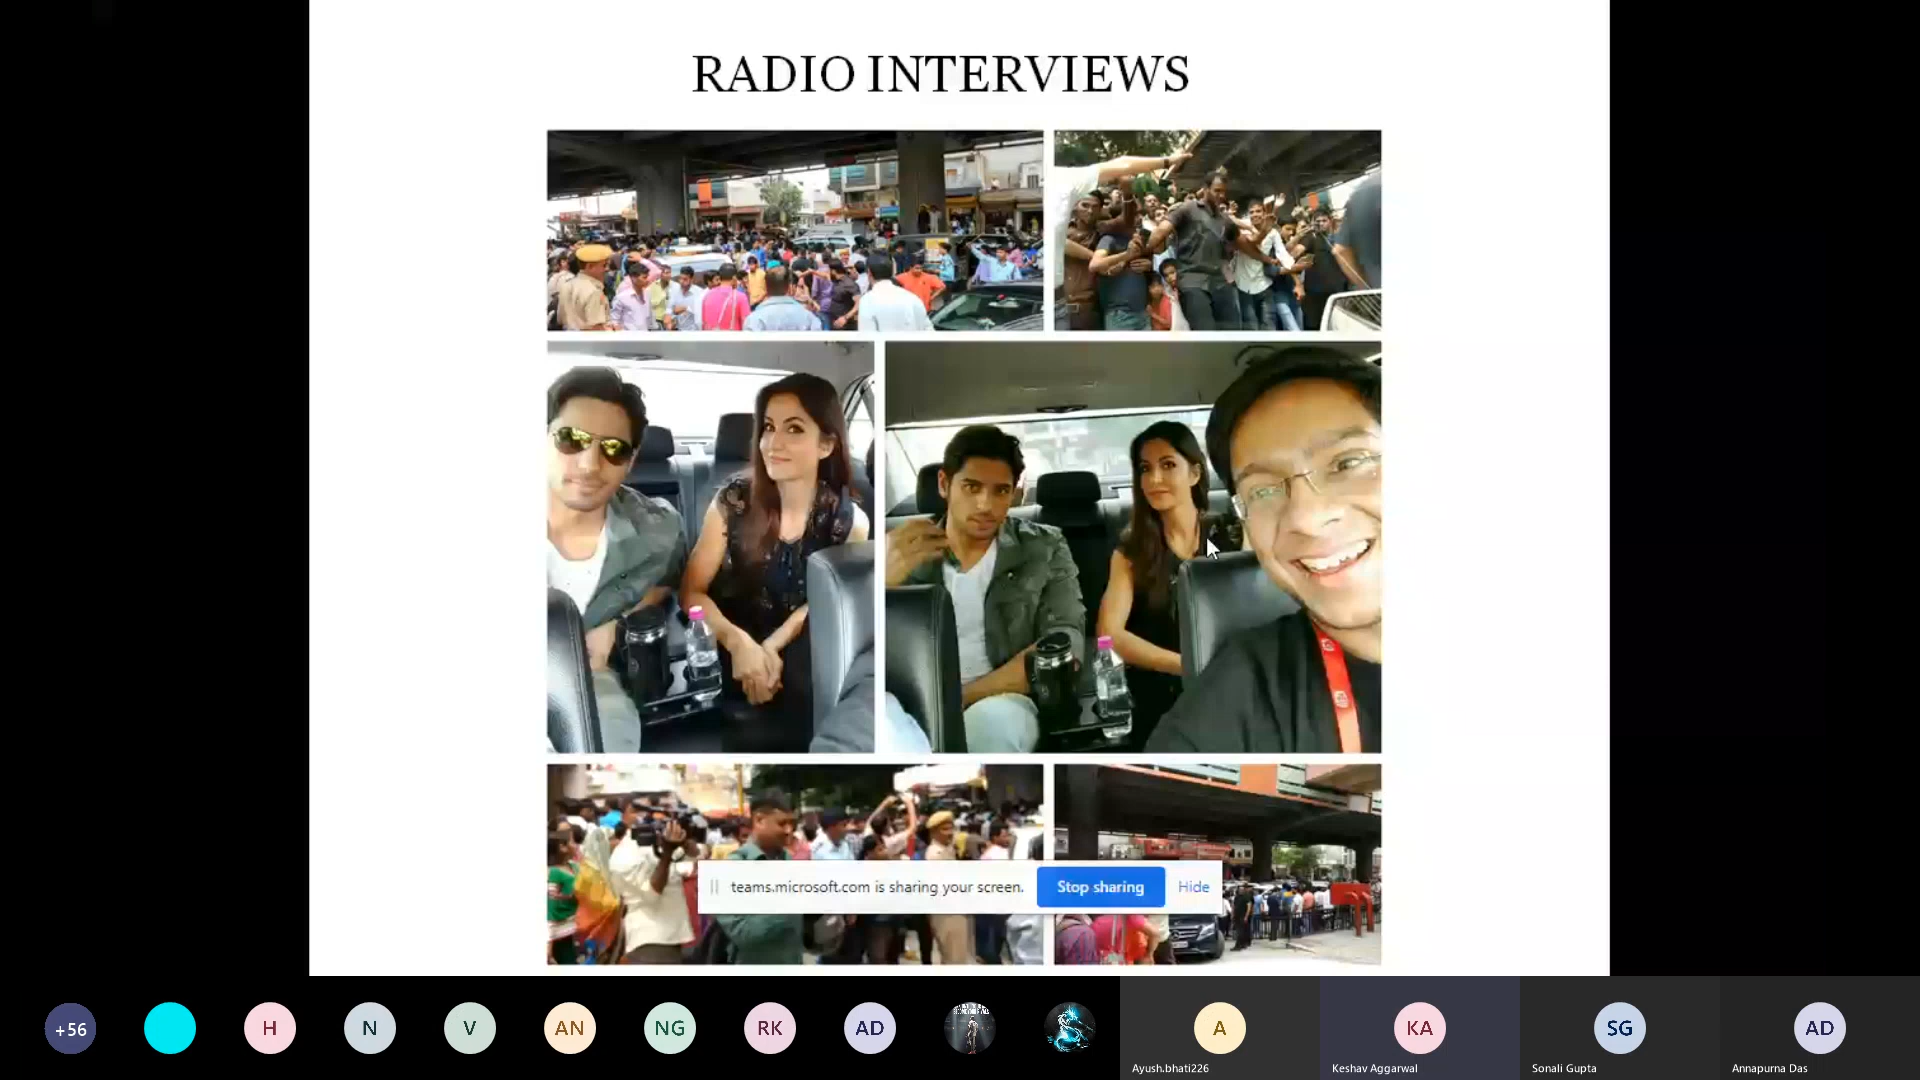 RADIO INTERVIEWS
teams.microsoft.com is sharing your screen.
Stop sharing
Hide
+56
H
N
V
AN
NG
RK
AD
A
KA
SG
AD
Ayush.bhati226
Keshav Aggarwal
Sonali Gupta
Annapurna Das